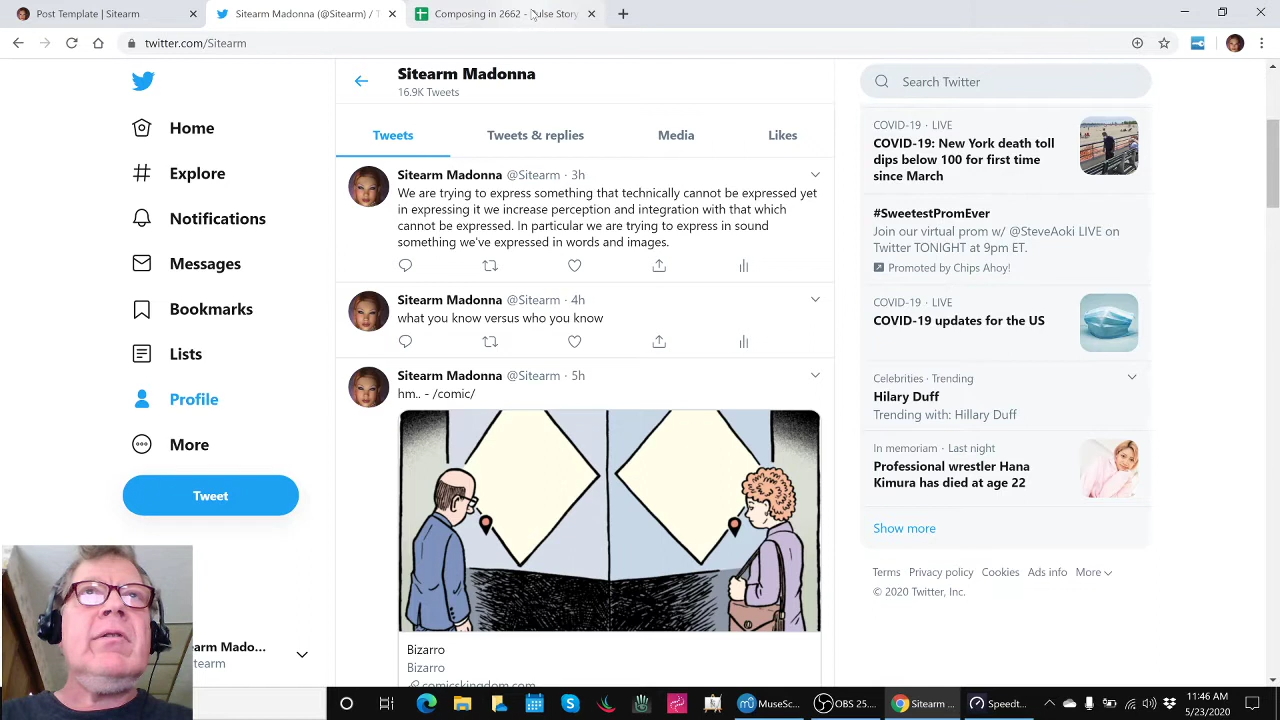 Post Template | Sitearm
Sitearm Madonna (@Sitearm) / T
Composing in 2662 - Pulse Story
twitter.com/Sitearm
Sitearm Madonna
16.9K Tweets
Search Twitter
Home
Explore
Notifications
Messages
Bookmarks
Lists
Profile
More
Tweet
Tweets
Tweets & replies
Media
Likes
Sitearm Madonna @Sitearm · 3h
We are trying to express something that technically cannot be expressed yet
in expressing it we increase perception and integration with that which
cannot be expressed. In particular we are trying to express in sound
something we've expressed in words and images.
Sitearm Madonna @Sitearm · 4h
what you know versus who you know
Sitearm Madonna @Sitearm · 5h
hm.. - /comic/
Bizarro
Bizarro
comicskingdom.com
COVID-19 · LIVE
COVID-19: New York death toll
dips below 100 for first time
since March
#SweetestPromEver
Join our virtual prom w/ @SteveAoki LIVE on
Twitter TONIGHT at 9pm ET.
Promoted by Chips Ahoy!
COVID-19 · LIVE
COVID-19 updates for the US
Celebrities · Trending
Hilary Duff
Trending with: Hillary Duff
In memoriam · Last night
Professional wrestler Hana
Kimura has died at age 22
Show more
Terms Privacy policy Cookies Ads info More
© 2020 Twitter, Inc.
earm Mado...
tearm
MuseSc...
OBS 25....
Sitearm ...
Speedt...
11:46 AM
5/23/2020